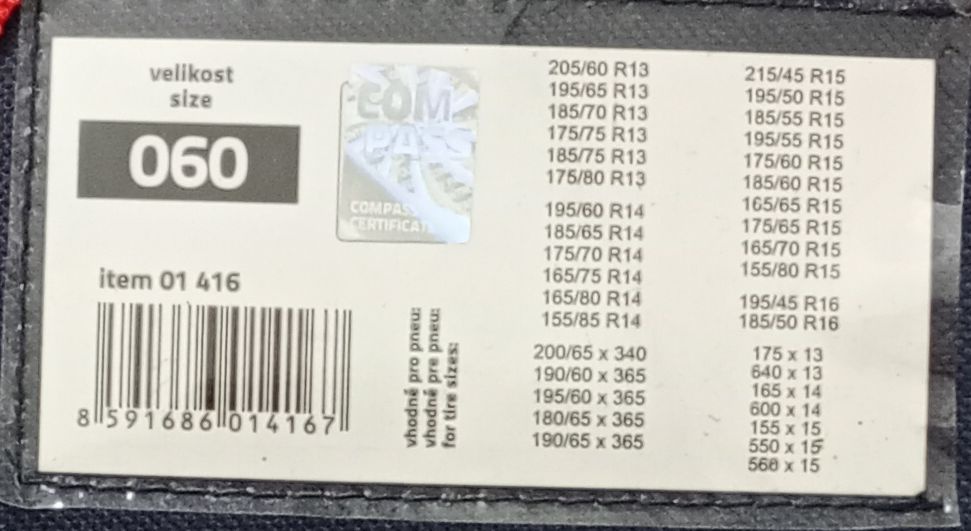 velikost
size
060
COM
PASS
COMPASS
CERTIFICAT
item 01 416
8 591686 014167
vhodné pro pneu:
vhodné pre pneu:
for tire sizes:
205/60 R13
195/65 R13
185/70 R13
175/75 R13
185/75 R13
175/80 R13
195/60 R14
185/65 R14
175/70 R14
165/75 R14
165/80 R14
155/85 R14
200/65 x 340
190/60 x 365
195/60 x 365
180/65 x 365
190/65 x 365
215/45 R15
195/50 R15
185/55 R15
195/55 R15
175/60 R15
185/60 R15
165/65 R15
175/65 R15
165/70 R15
155/80 R15
195/45 R16
185/50 R16
175 x 13
640 x 13
165 x 14
600 x 14
155 x 15
550 x 15
560 x 15